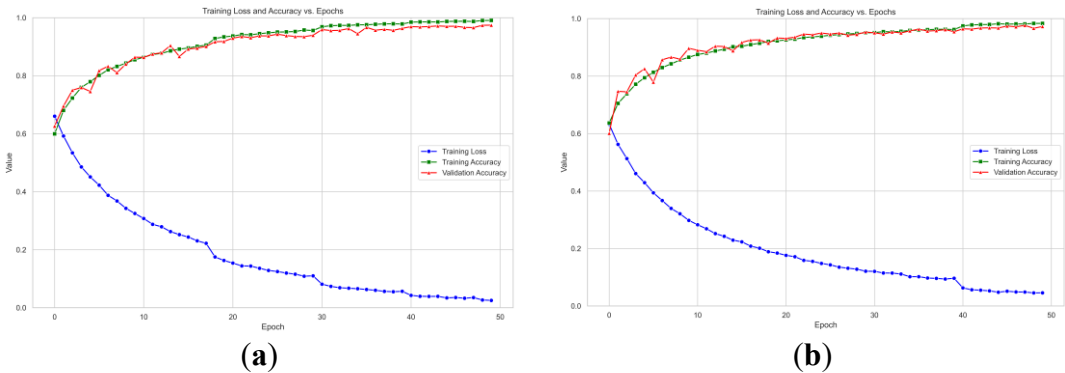 Training Loss and Accuracy vs. Epochs
1.0
0.8
0.6
0.4
0.2
0.0
Value
0 10 20 30 40 50
Epoch
Training Loss
Training Accuracy
Validation Accuracy
(a)
Training Loss and Accuracy vs. Epochs
1.0
0.8
0.6
0.4
0.2
0.0
Value
0 10 20 30 40 50
Epoch
Training Loss
Training Accuracy
Validation Accuracy
(b)